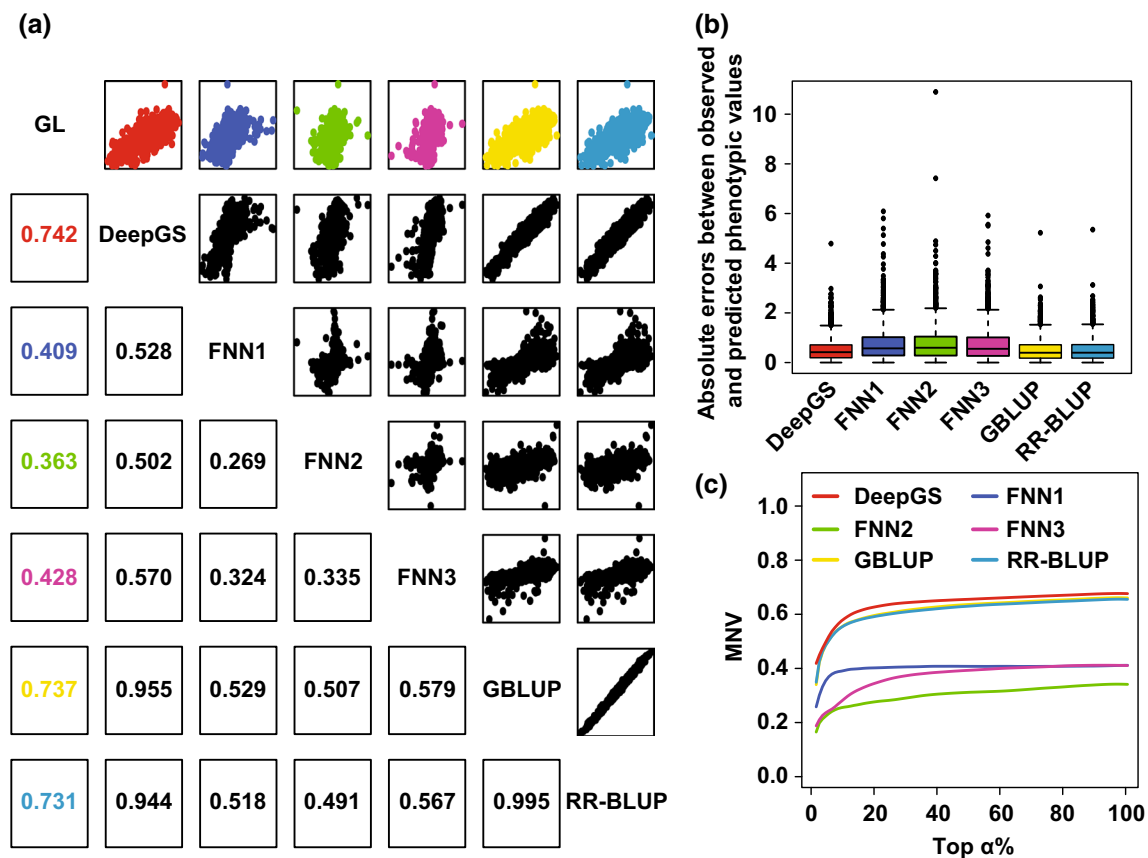 (a)
GL
0.742 DeepGS
0.409 0.528 FNN1
0.363 0.502 0.269 FNN2
0.428 0.570 0.324 0.335 FNN3
0.737 0.955 0.529 0.507 0.579 GBLUP
0.731 0.944 0.518 0.491 0.567 0.995 RR-BLUP
(b)
Absolute errors between observed
and predicted phenotypic values
10
8
6
4
2
0
DeepGS FNN1 FNN2 FNN3 GBLUP RR-BLUP
(c)
MNV
1.0
0.8
0.6
0.4
0.2
0.0
DeepGS FNN1
FNN2 FNN3
GBLUP RR-BLUP
0 20 40 60 80 100
Top α%